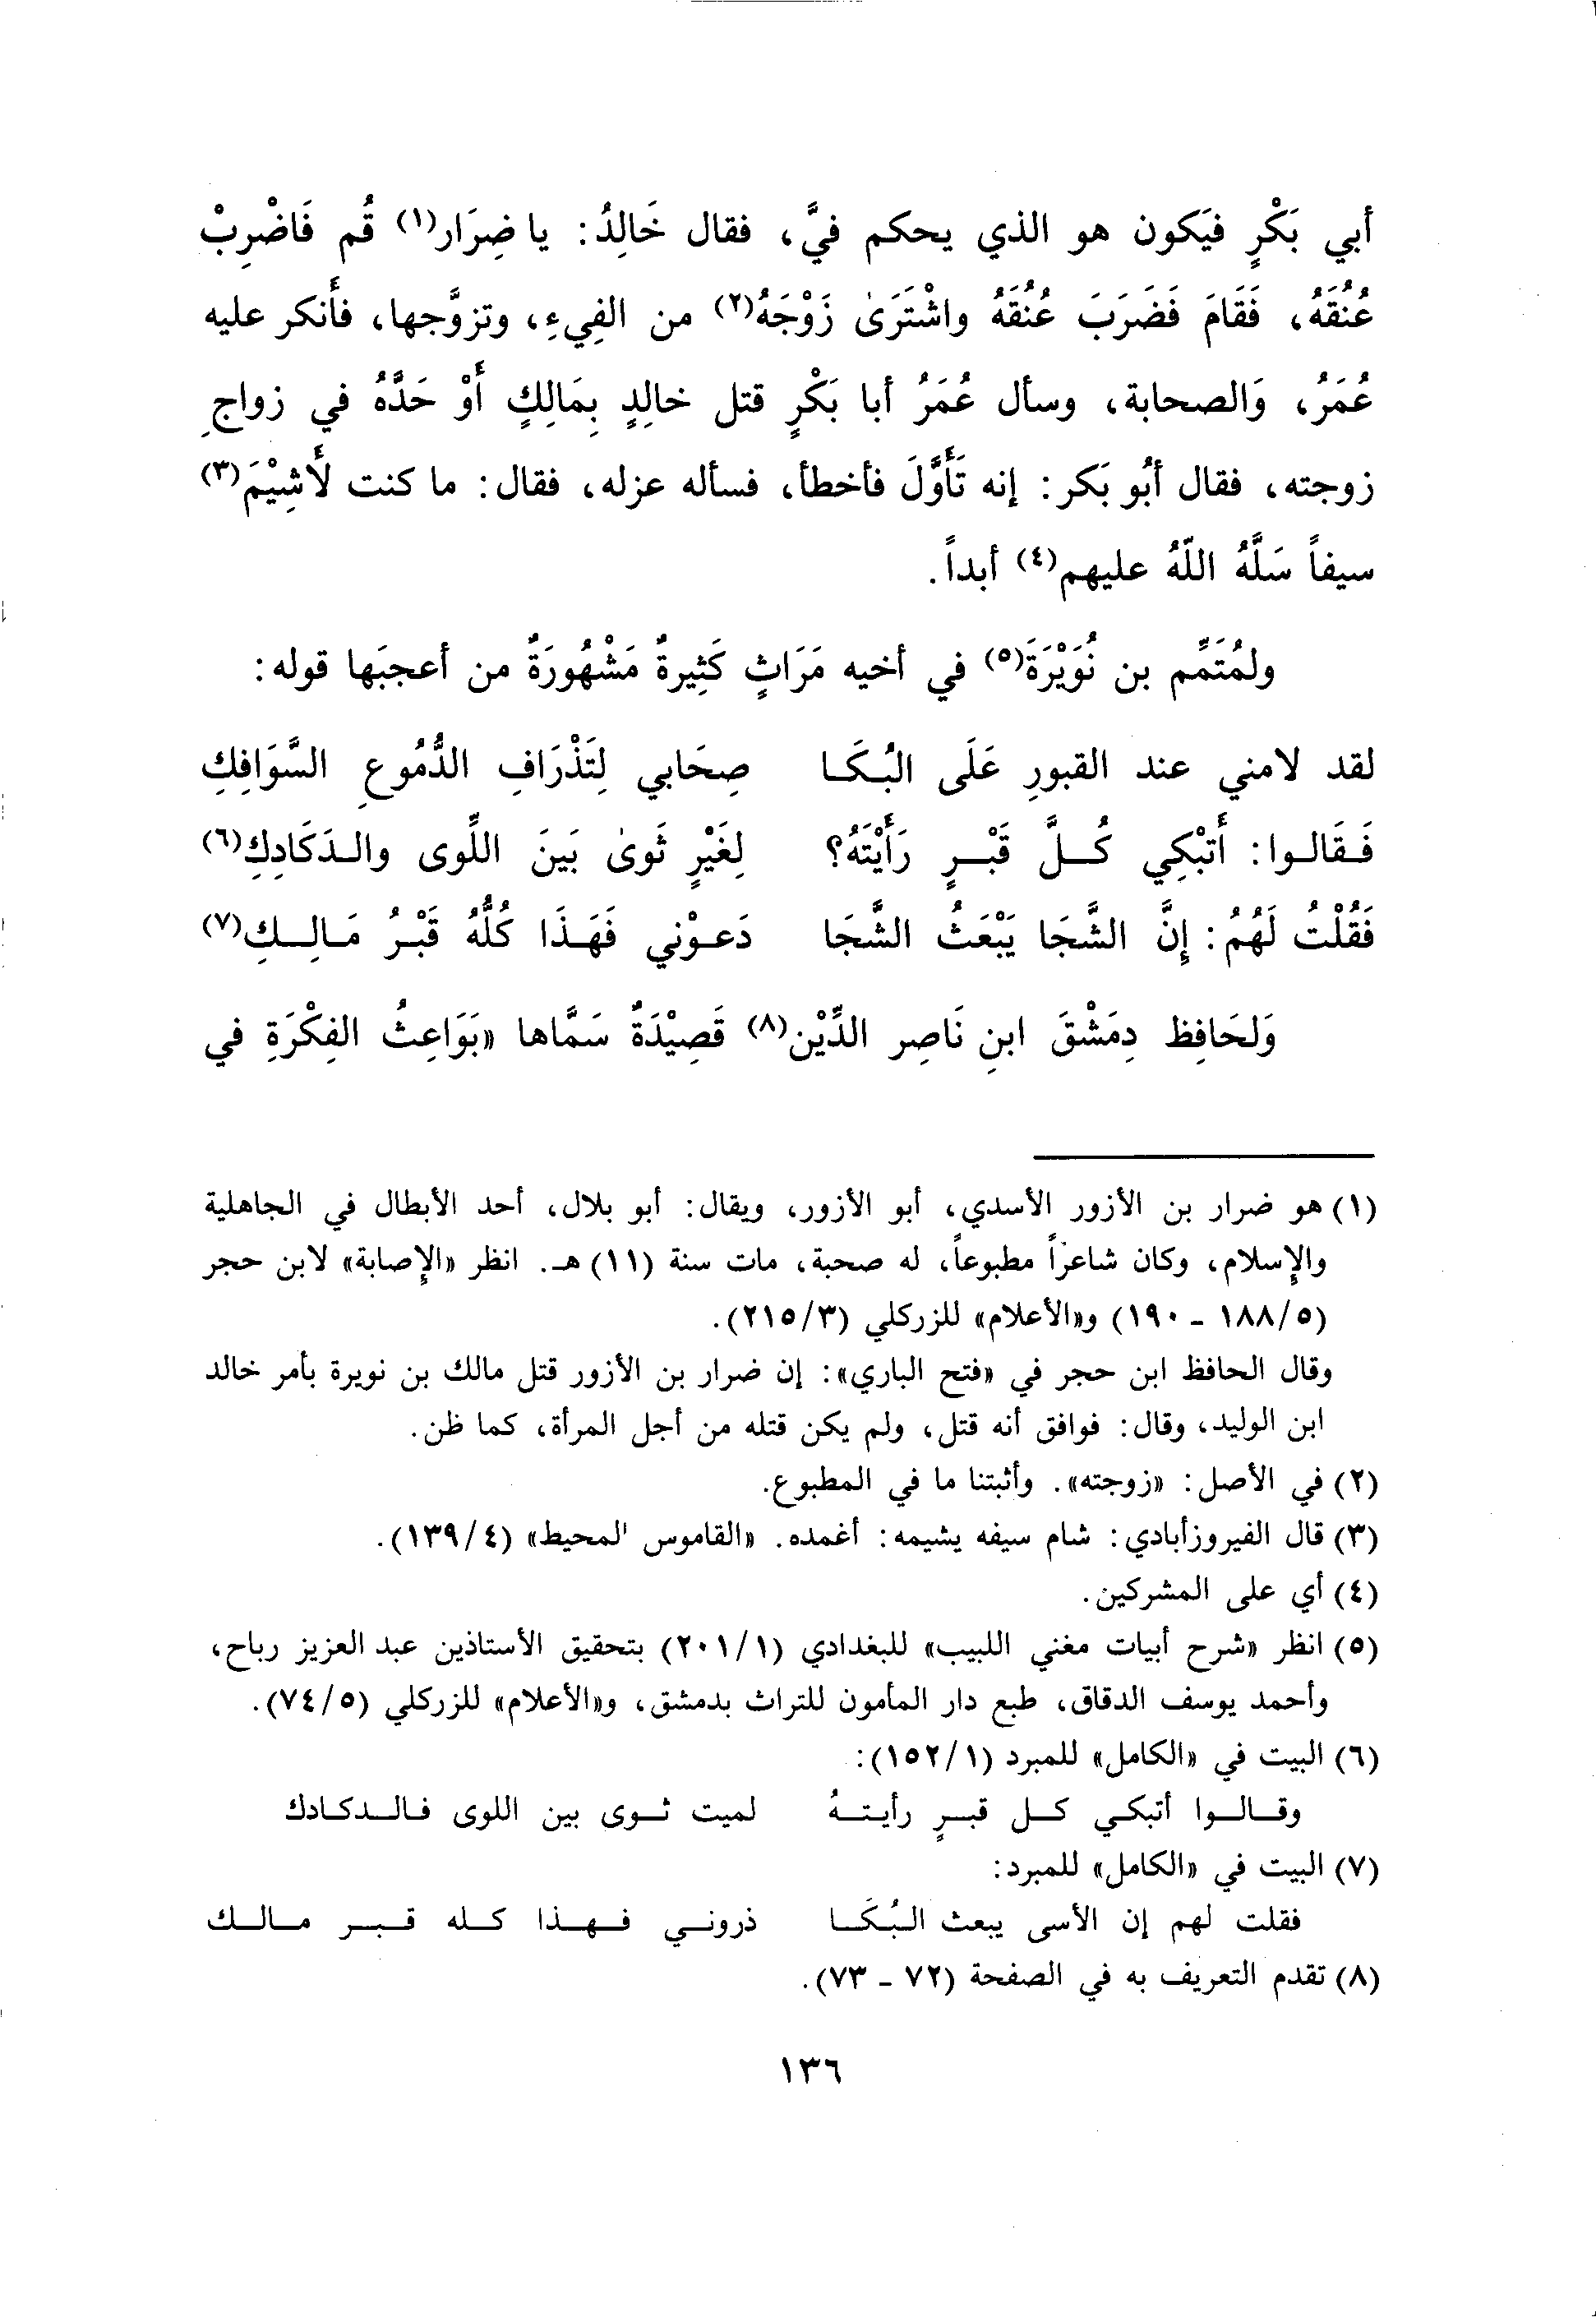 أبي بَكْرٍ فيَكون هو الذي يحكم فيَّ، فقال خَالِدُ: يا ضِرَار(١) قُم فَاضْرِبْ
عُنُقَهُ، فَقَامَ فَضَرَبَ عُنُقَهُ واشْتَرَىٰ زَوْجَهُ(٢) من الفِيءِ، وتزوَّجها، فأَنكر عليه
عُمَرُ، وَالصحابة، وسأل عُمَرُ أبا بَكْرٍ قتل خالِدٍ بِمَالِكٍ أَوْ حَدَّهُ في زواجِ
زوجته، فقال أبُو بَكر: إنه تَأَوَّلَ فأخطأ، فسأله عزله، فقال: ما كنت لأَشِيْمَ(٣)
سيفاً سَلَّهُ اللّهُ عليهم(٤) أبداً.
ولمُتَمِّم بن نُوَيْرَةَ(٥) في أخيه مَرَاثٍ كَثِيرةٌ مَشْهُورَةٌ من أعجبَها قوله:
لقد لامني عند القبورِ عَلَى البُكَا صِحَابي لِتَذْرَافِ الدُّمُوعِ السَّوَافِكِ
فَقَالوا: أَتبْكِي كُلَّ قَبْرٍ رَأَيْتَهُ؟ لِغَيْرٍ ثَوىٰ بَينَ اللِّوى والدَكَادِكِ(٦)
فَقُلْتُ لَهُمُ: إِنَّ الشَّجَا يَبْعَثُ الشَّجَا دَعوْني فَهَذَا كُلُّهُ قَبْرُ مَالِكِ(٧)
وَلحَافِظ دِمَشْقَ ابنِ نَاصِر الدِّيْن(٨) قَصِيْدَةٌ سَمَّاها «بَوَاعِثُ الفِكْرَةِ في
(١) هو ضرار بن الأزور الأسدي، أبو الأزور، ويقال: أبو بلال، أحد الأبطال في الجاهلية
والإسلام، وكان شاعراً مطبوعاً، له صحبة، مات سنة (١١) هـ. انظر «الإصابة» لابن حجر
(٥/١٨٨ - ١٩٠) و«الأعلام» للزركلي (٣/٢١٥).
وقال الحافظ ابن حجر في «فتح الباري»: إن ضرار بن الأزور قتل مالك بن نويرة بأمر خالد
ابن الوليد، وقال: فوافق أنه قتل، ولم يكن قتله من أجل المرأة، كما ظن.
(٢) في الأصل: «زوجته». وأثبتنا ما في المطبوع.
(٣) قال الفيروزأبادي: شام سيفه يشيمه: أغمده. «القاموس المحيط» (٤/١٣٩).
(٤) أي على المشركين.
(٥) انظر «شرح أبيات مغني اللبيب» للبغدادي (١/٢٠١) بتحقيق الأستاذين عبد العزيز رباح،
وأحمد يوسف الدقاق، طبع دار المأمون للتراث بدمشق، و«الأعلام» للزركلي (٥/٧٤).
(٦) البيت في «الكامل» للمبرد (١/١٥٢):
وقالوا أتبكي كل قبرٍ رأيتهُ لميت ثوى بين اللوى فالدكادك
(٧) البيت في «الكامل» للمبرد:
فقلت لهم إن الأسى يبعث البُكَا ذروني فهذا كله قبر مالك
(٨) تقدم التعريف به في الصفحة (٧٢ - ٧٣).
١٣٦